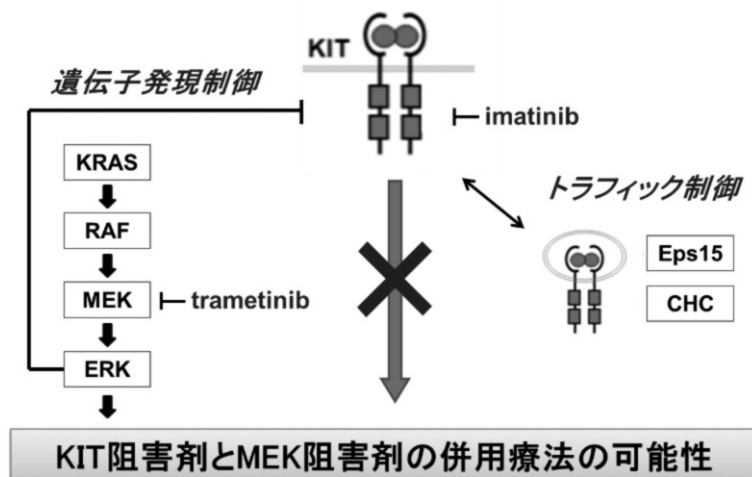 KIT
遺伝子発現制御
imatinib
KRAS
トラフィック制御
RAF
Eps15
MEK
trametinib
CHC
ERK
KIT阻害剤とMEK阻害剤の併用療法の可能性